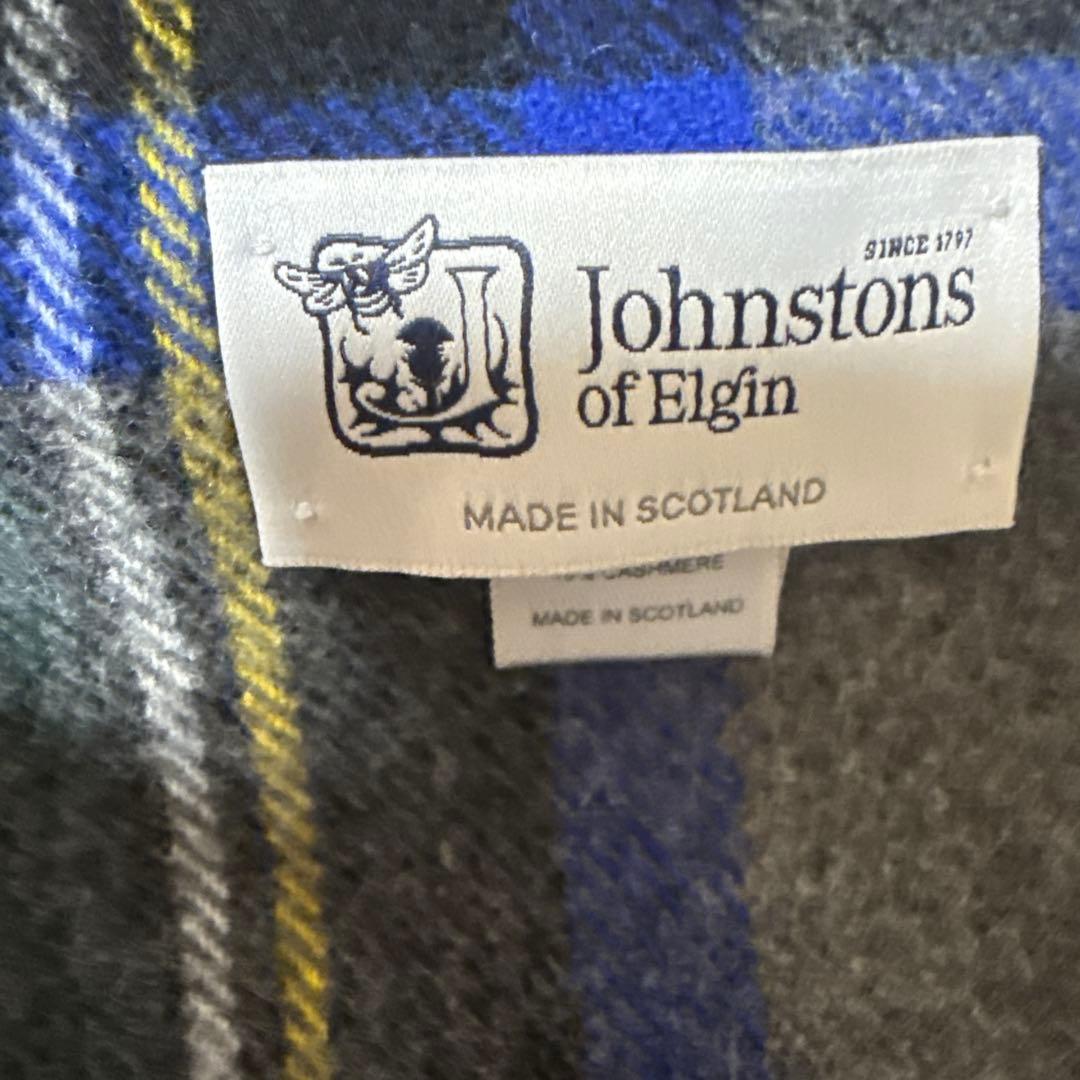 SINCE 1797
Johnstons
of Elgin
MADE IN SCOTLAND
CASHMERE
MADE IN SCOTLAND